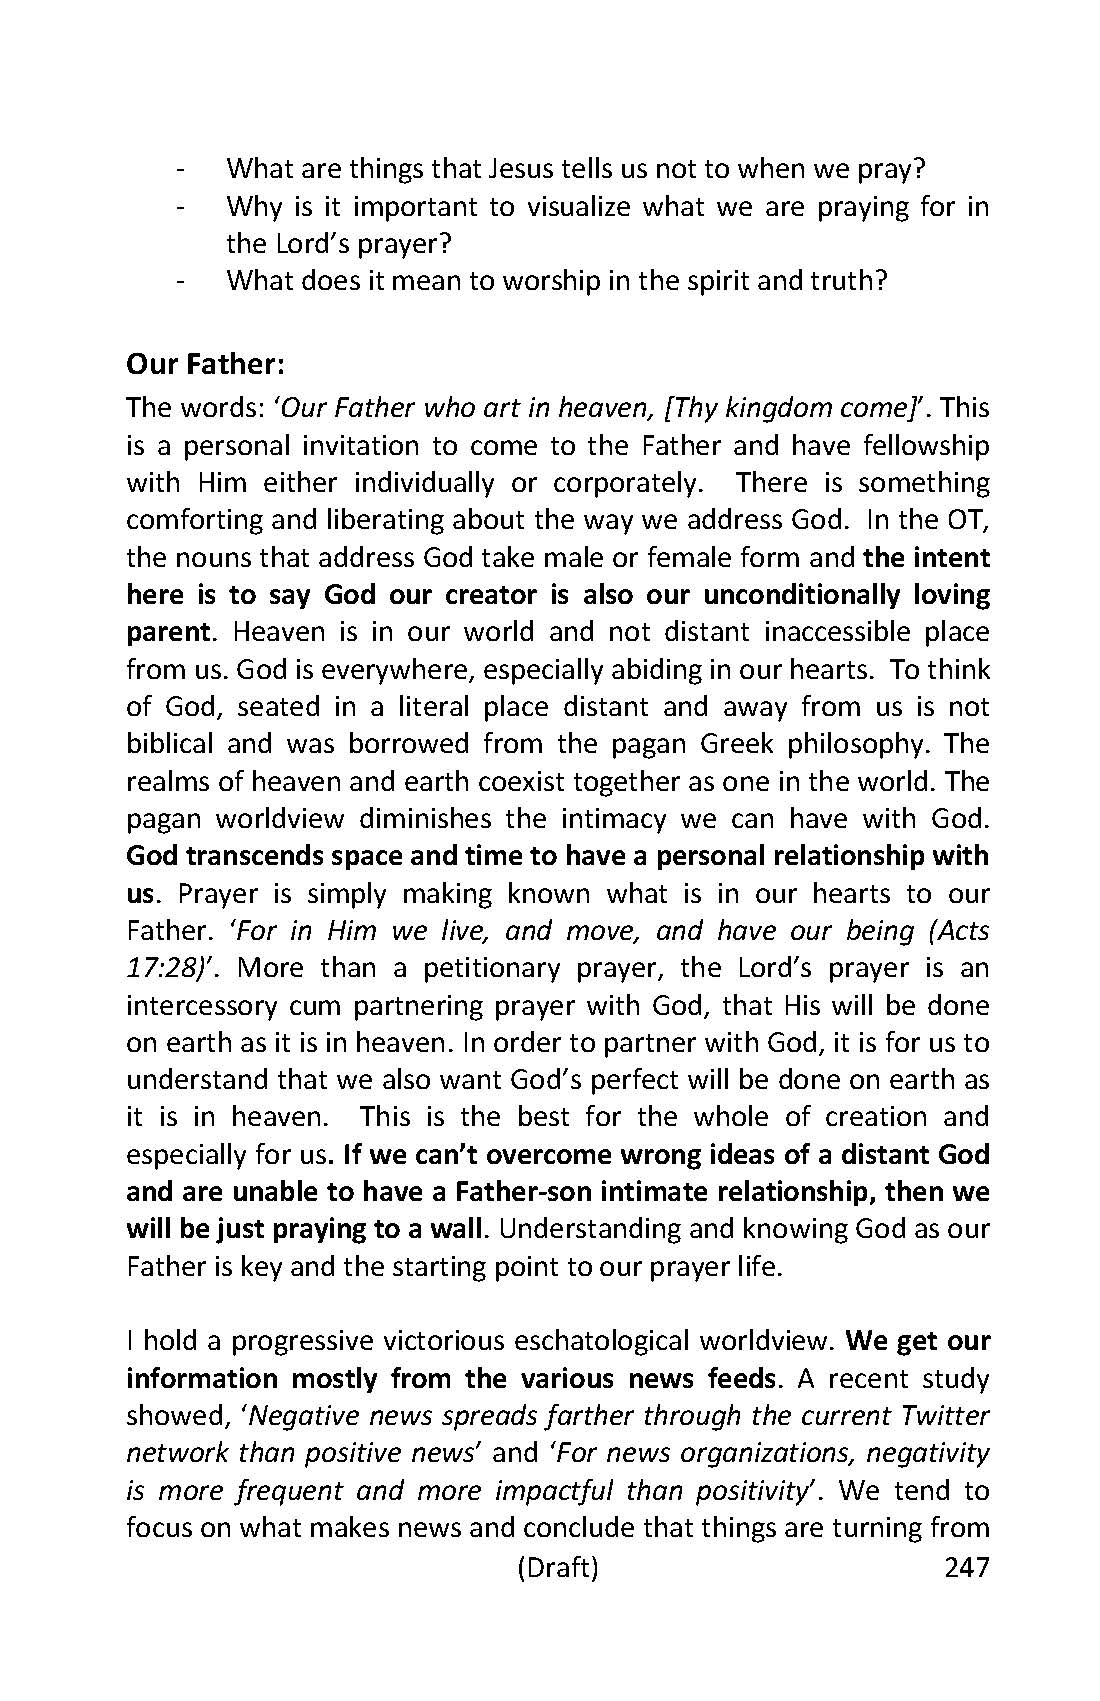 - What are things that Jesus tells us not to when we pray?
- Why is it important to visualize what we are praying for in
the Lord’s prayer?
- What does it mean to worship in the spirit and truth?
Our Father:
The words: ‘Our Father who art in heaven, [Thy kingdom come]’. This
is a personal invitation to come to the Father and have fellowship
with Him either individually or corporately. There is something
comforting and liberating about the way we address God. In the OT,
the nouns that address God take male or female form and the intent
here is to say God our creator is also our unconditionally loving
parent. Heaven is in our world and not distant inaccessible place
from us. God is everywhere, especially abiding in our hearts. To think
of God, seated in a literal place distant and away from us is not
biblical and was borrowed from the pagan Greek philosophy. The
realms of heaven and earth coexist together as one in the world. The
pagan worldview diminishes the intimacy we can have with God.
God transcends space and time to have a personal relationship with
us. Prayer is simply making known what is in our hearts to our
Father. ‘For in Him we live, and move, and have our being (Acts
17:28)’. More than a petitionary prayer, the Lord’s prayer is an
intercessory cum partnering prayer with God, that His will be done
on earth as it is in heaven. In order to partner with God, it is for us to
understand that we also want God’s perfect will be done on earth as
it is in heaven. This is the best for the whole of creation and
especially for us. If we can’t overcome wrong ideas of a distant God
and are unable to have a Father-son intimate relationship, then we
will be just praying to a wall. Understanding and knowing God as our
Father is key and the starting point to our prayer life.
I hold a progressive victorious eschatological worldview. We get our
information mostly from the various news feeds. A recent study
showed, ‘Negative news spreads farther through the current Twitter
network than positive news’ and ‘For news organizations, negativity
is more frequent and more impactful than positivity’. We tend to
focus on what makes news and conclude that things are turning from
(Draft) 247